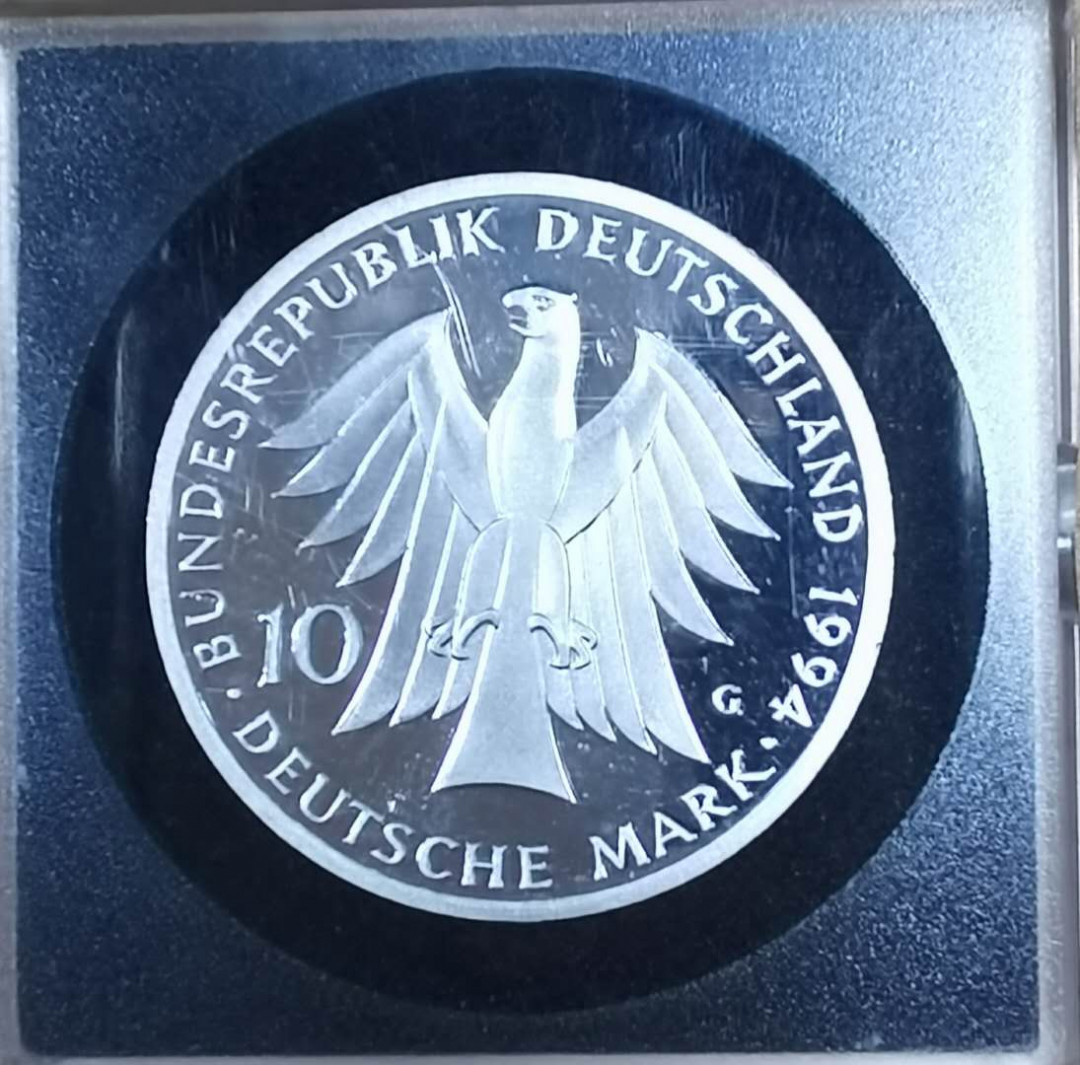 BUNDESREPUBLIK DEUTSCHLAND 1994
10
G
· DEUTSCHE MARK ·